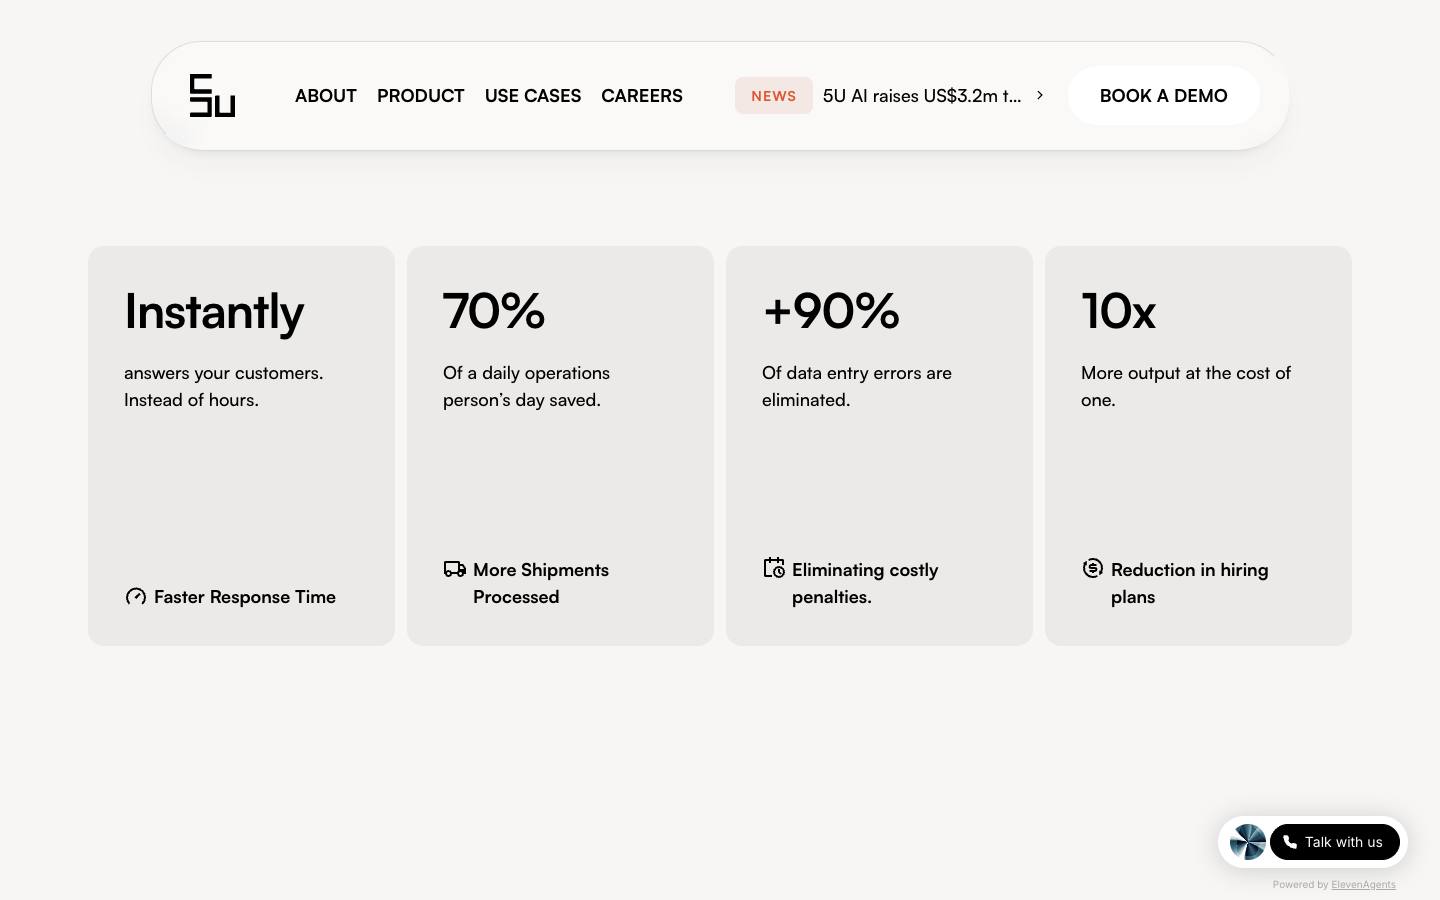 5u
ABOUT PRODUCT USE CASES CAREERS NEWS 5U AI raises US$3.2m t... BOOK A DEMO
Instantly
answers your customers.
Instead of hours.
Faster Response Time
70%
Of a daily operations
person’s day saved.
More Shipments
Processed
+90%
Of data entry errors are
eliminated.
Eliminating costly
penalties.
10x
More output at the cost of
one.
Reduction in hiring
plans
Talk with us
Powered by ElevenAgents